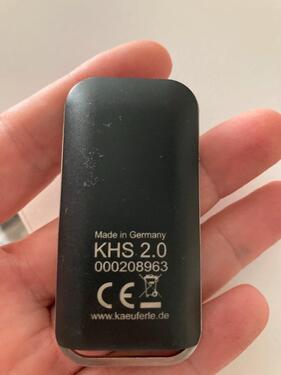 Made in Germany
KHS 2.0
000208963
CE
www.kaeuferle.de